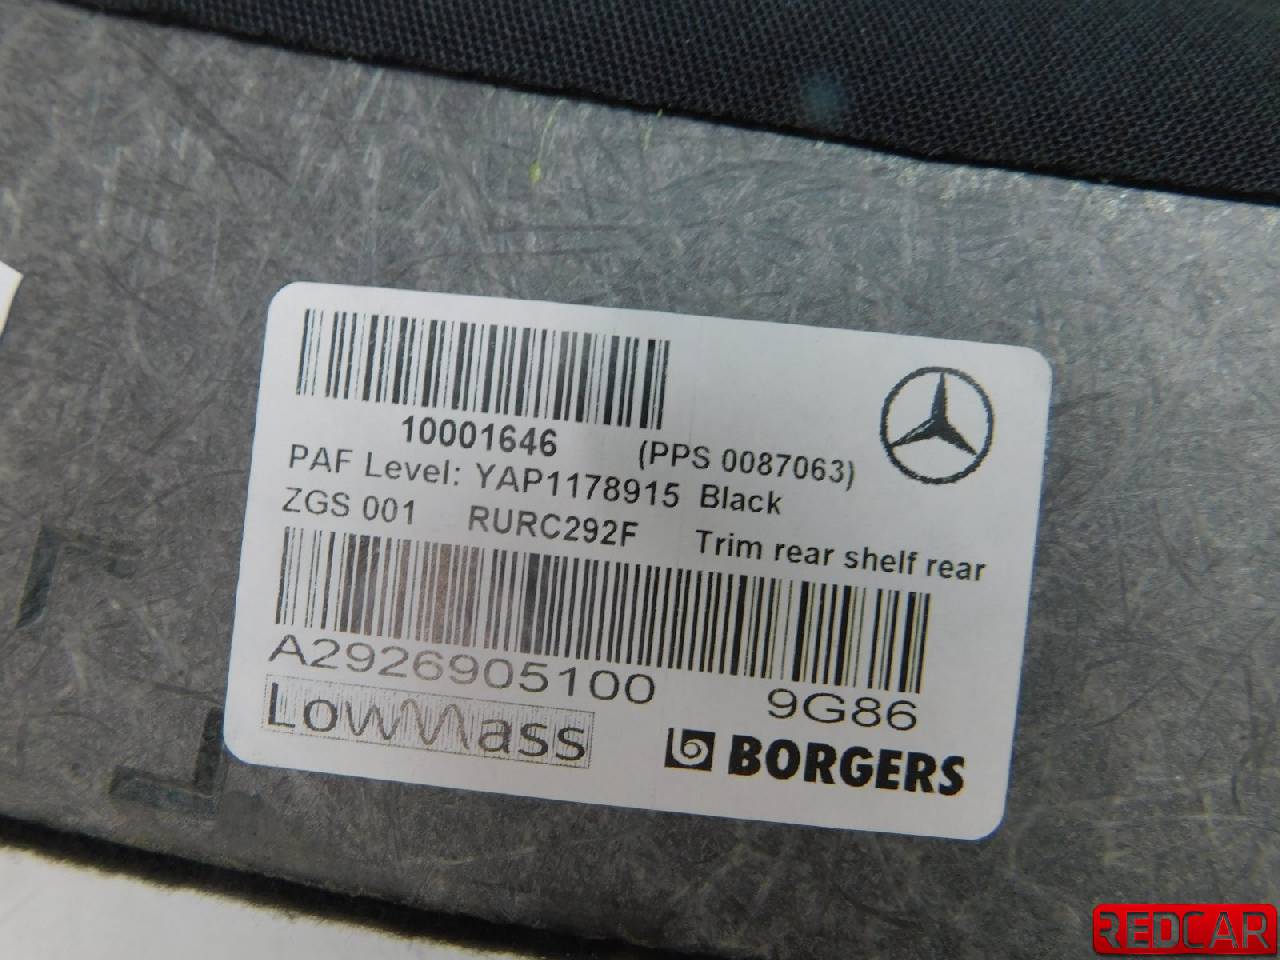 10001646 (PPS 0087063)
PAF Level: YAP1178915 Black
ZGS 001 RURC292F Trim rear shelf rear
A2926905100 9G86
LowMass
BORGERS
REDCAR